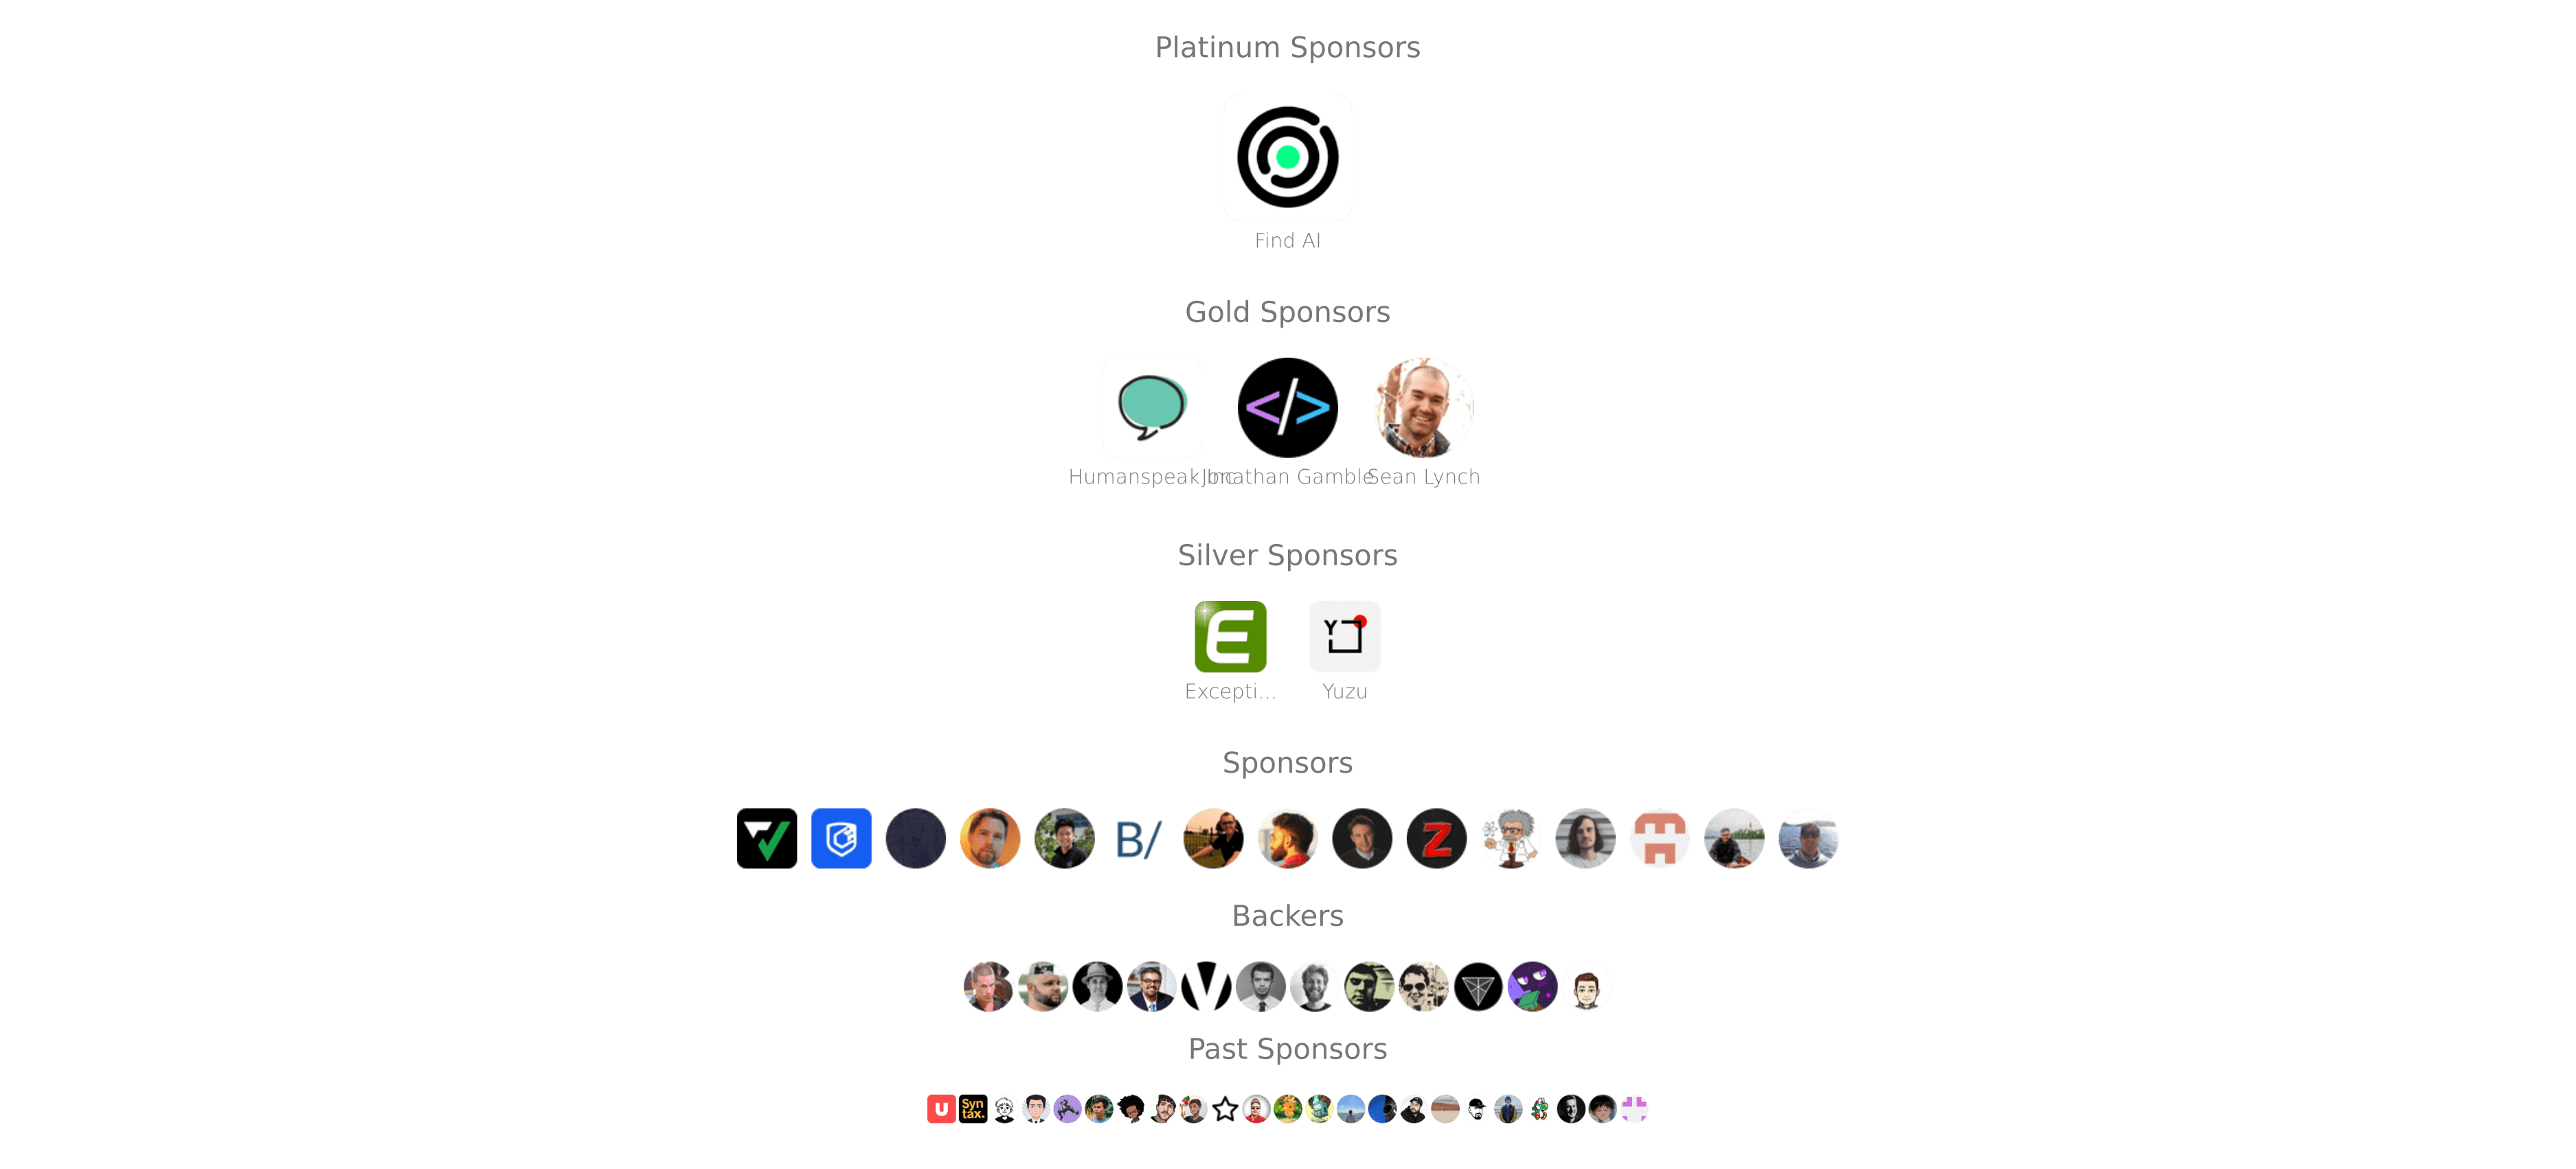 Platinum Sponsors
Find AI
Gold Sponsors
Humanspeak, Inc
Jonathan Gamble
Sean Lynch
Silver Sponsors
E
Excepti...
Y
Yuzu
Sponsors
B/
Z
Backers
V
Past Sponsors
U
Syn
tax.